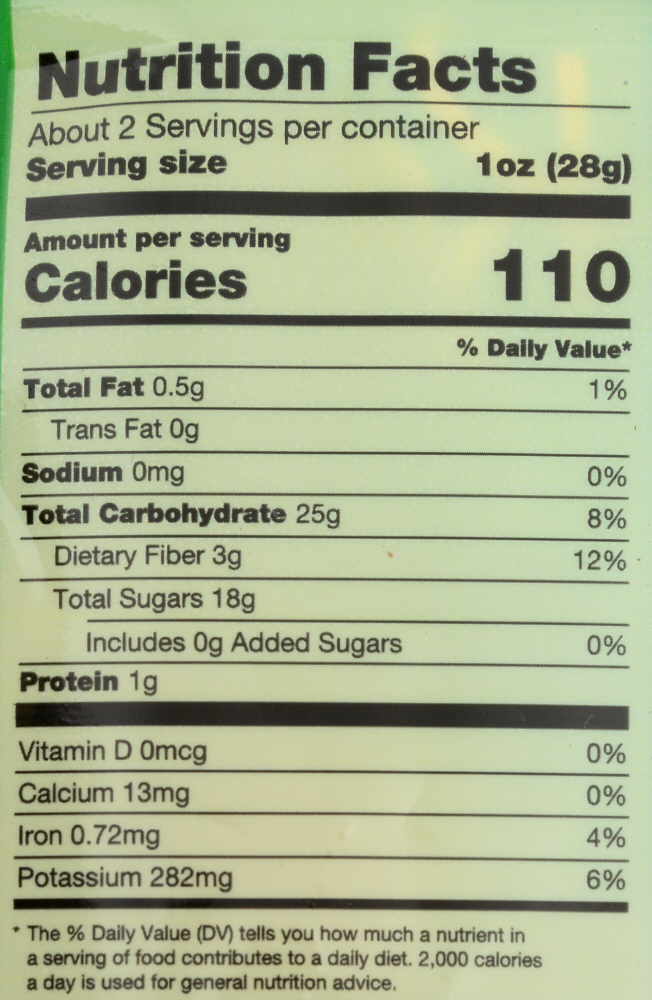 Nutrition Facts
About 2 Servings per container
Serving size 1oz (28g)
Amount per serving
Calories 110
% Daily Value*
Total Fat 0.5g 1%
Trans Fat 0g
Sodium 0mg 0%
Total Carbohydrate 25g 8%
Dietary Fiber 3g 12%
Total Sugars 18g
Includes 0g Added Sugars 0%
Protein 1g
Vitamin D 0mcg 0%
Calcium 13mg 0%
Iron 0.72mg 4%
Potassium 282mg 6%
* The % Daily Value (DV) tells you how much a nutrient in
a serving of food contributes to a daily diet. 2,000 calories
a day is used for general nutrition advice.